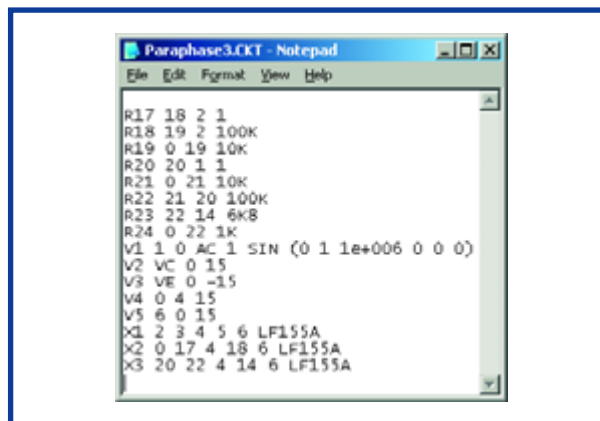 Paraphase3.CKT - Notepad
File Edit Format View Help
R17 18 2 1
R18 19 2 100K
R19 0 19 10K
R20 20 1 1
R21 0 21 10K
R22 21 20 100K
R23 22 14 6K8
R24 0 22 1K
V1 1 0 AC 1 SIN (0 1 1e+006 0 0 0)
V2 VC 0 15
V3 VE 0 -15
V4 0 4 15
V5 6 0 15
X1 2 3 4 5 6 LF155A
X2 0 17 4 18 6 LF155A
X3 20 22 4 14 6 LF155A